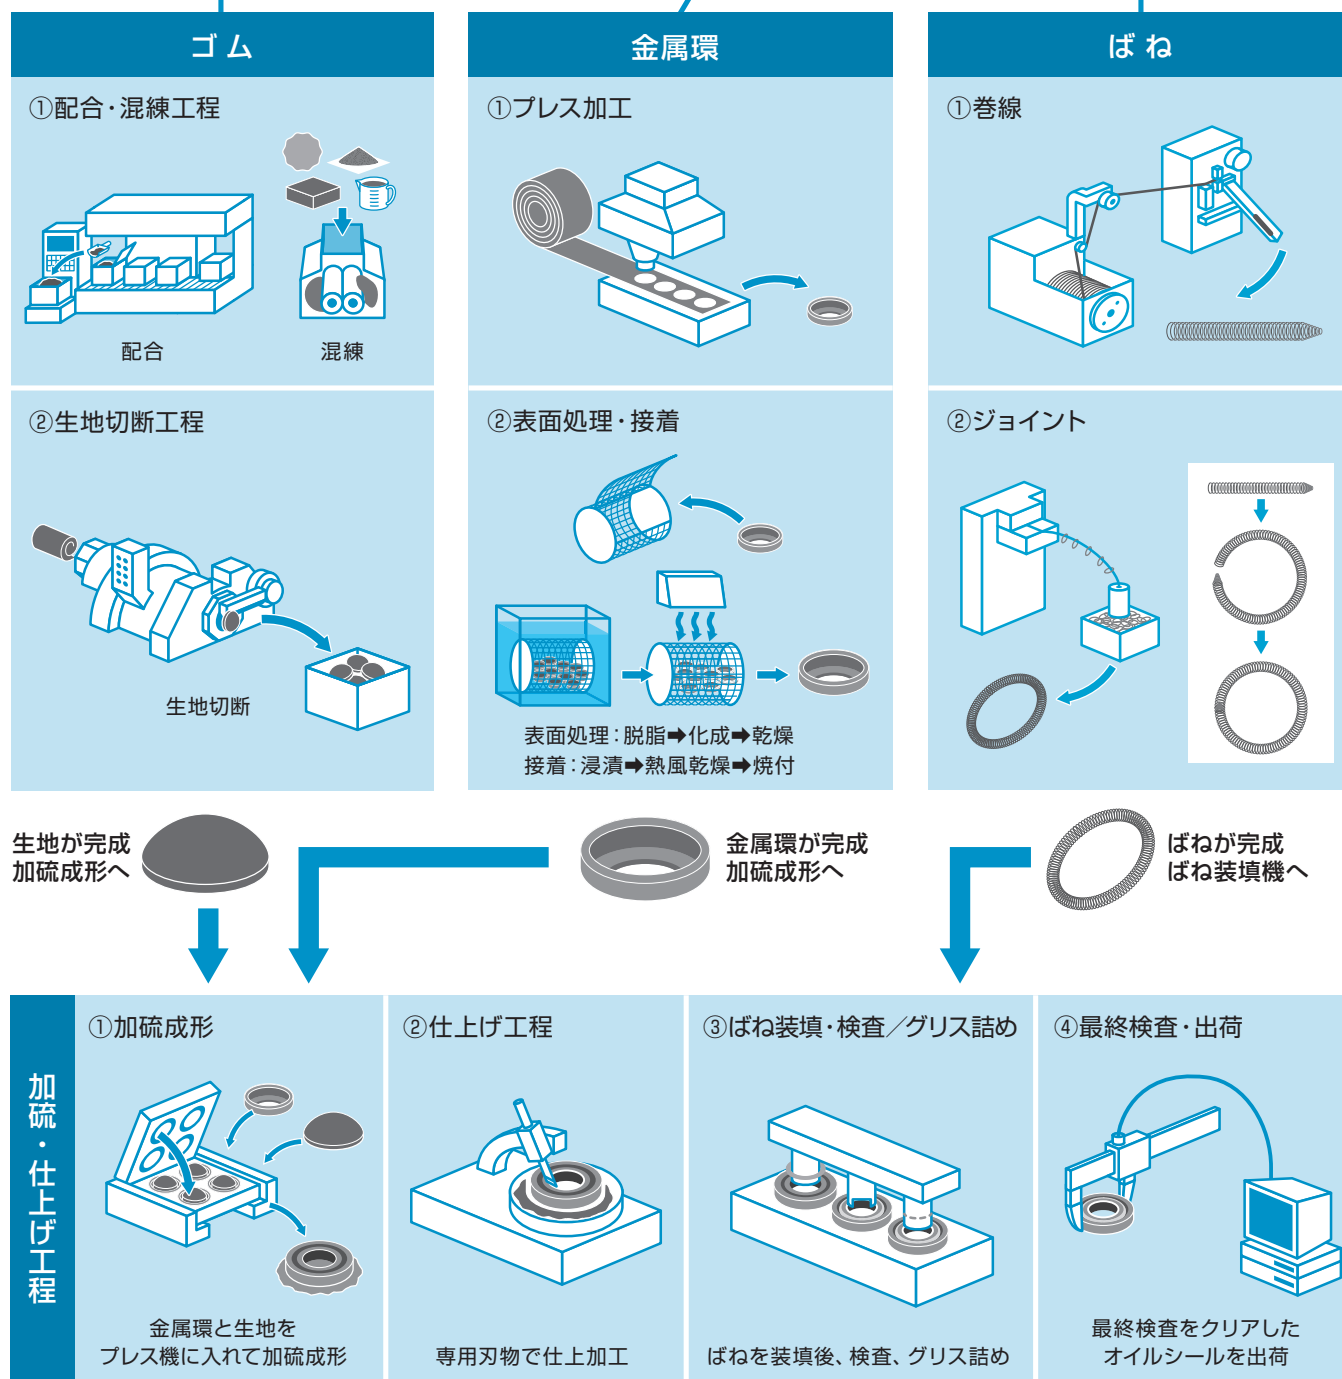 ゴム
①配合・混練工程
配合
混練
②生地切断工程
生地切断
金属環
①プレス加工
②表面処理・接着
表面処理：脱脂➡化成➡乾燥
接着：浸漬➡熱風乾燥➡焼付
ばね
①巻線
②ジョイント
生地が完成
加硫成形へ
金属環が完成
加硫成形へ
ばねが完成
ばね装填機へ
加硫・仕上げ工程
①加硫成形
金属環と生地を
プレス機に入れて加硫成形
②仕上げ工程
専用刃物で仕上加工
③ばね装填・検査／グリス詰め
ばねを装填後、検査、グリス詰め
④最終検査・出荷
最終検査をクリアした
オイルシールを出荷